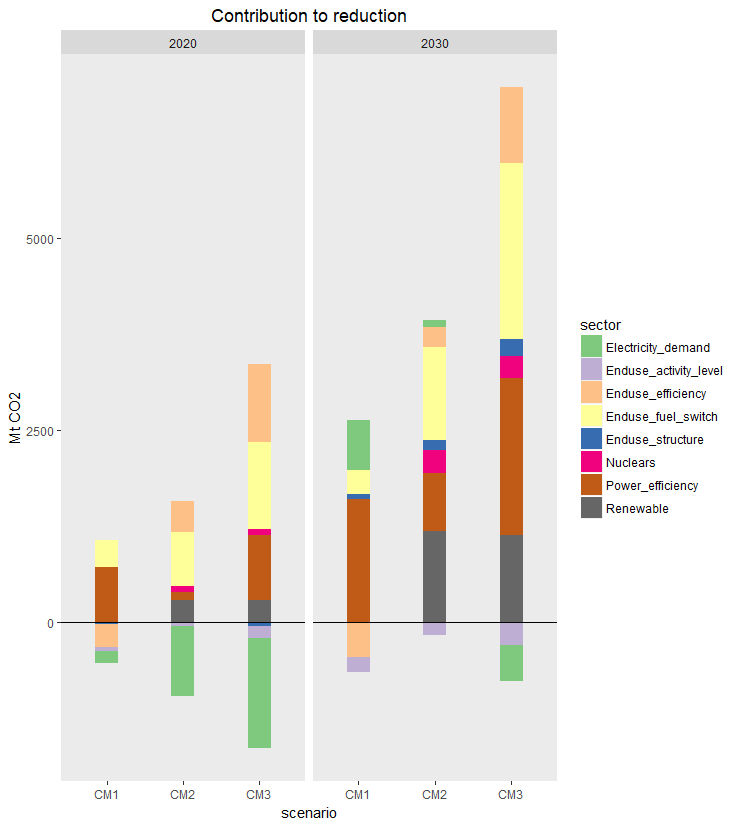 Contribution to reduction
2020
2030
Mt CO2
5000
2500
0
CM1
CM2
CM3
CM1
CM2
CM3
scenario
sector
Electricity_demand
Enduse_activity_level
Enduse_efficiency
Enduse_fuel_switch
Enduse_structure
Nuclears
Power_efficiency
Renewable